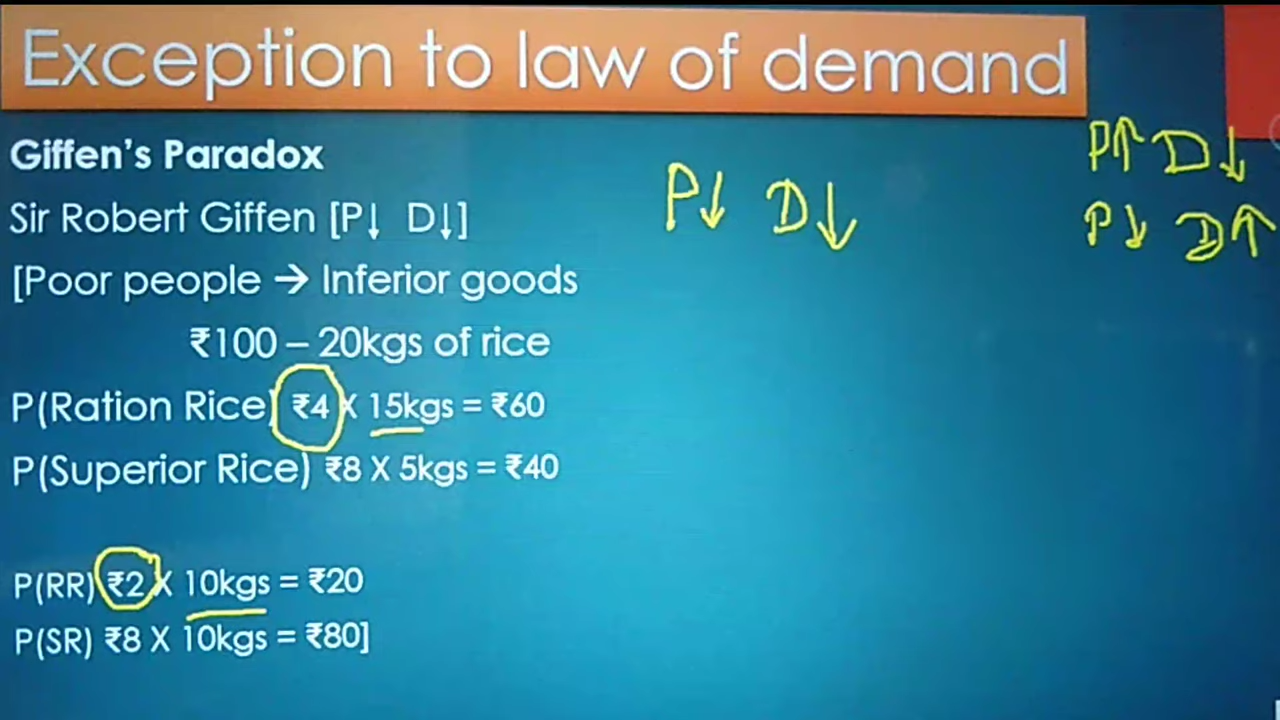 Exception to law of demand
Giffen's Paradox
P↑ D↓
Sir Robert Giffen [P↓ D↓]
P↓ D↓
P↓ D↑
[Poor people → Inferior goods
₹100 – 20kgs of rice
P(Ration Rice) ₹4 X 15kgs = ₹60
P(Superior Rice) ₹8 X 5kgs = ₹40
P(RR) ₹2 X 10kgs = ₹20
P(SR) ₹8 X 10kgs = ₹80]